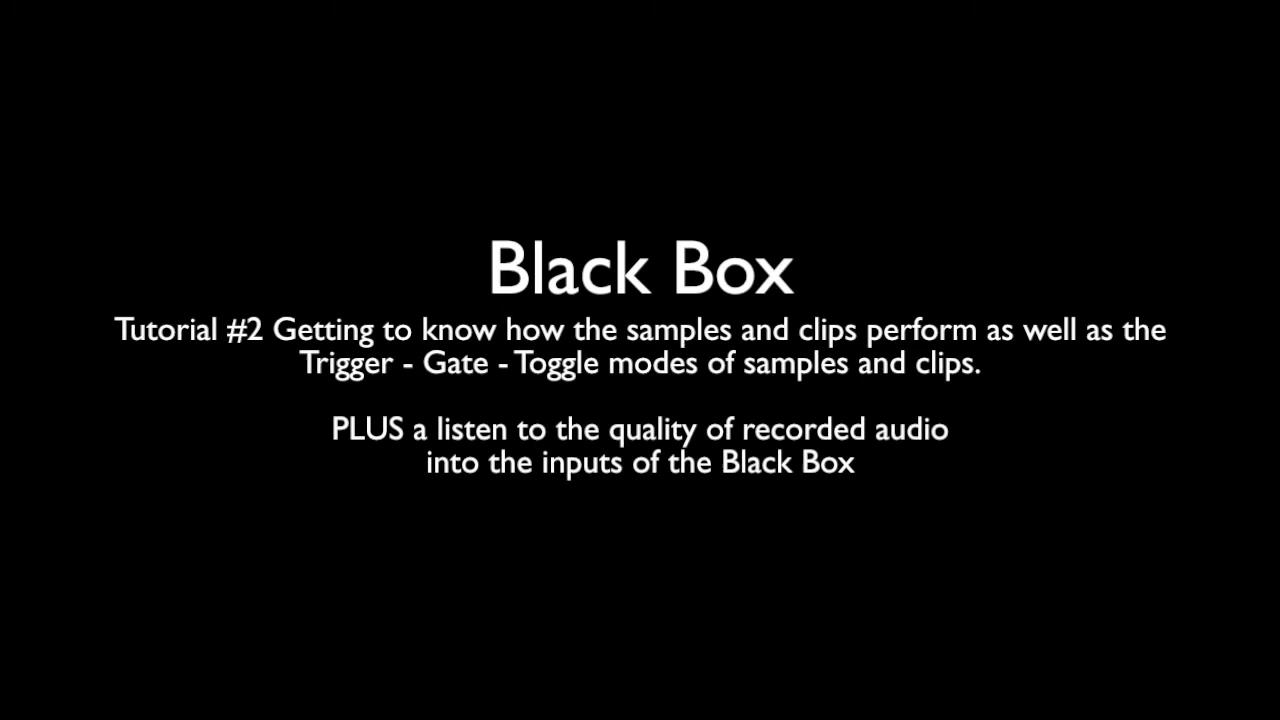 Black Box
Tutorial #2 Getting to know how the samples and clips perform as well as the
Trigger - Gate - Toggle modes of samples and clips.
PLUS a listen to the quality of recorded audio
into the inputs of the Black Box